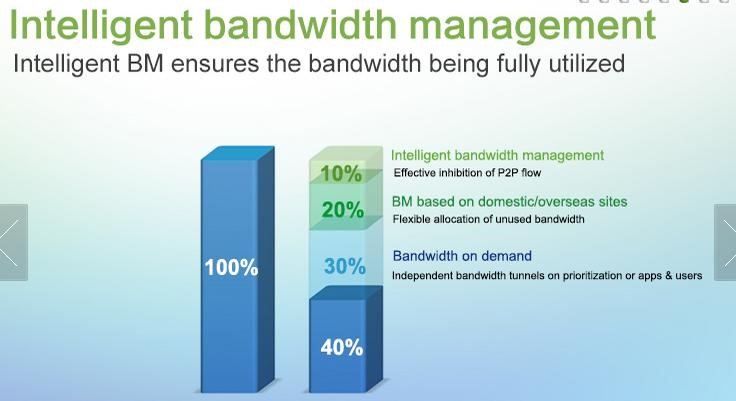 Intelligent bandwidth management
Intelligent BM ensures the bandwidth being fully utilized
Intelligent bandwidth management
10%
Effective inhibition of P2P flow
BM based on domestic/overseas sites
20%
Flexible allocation of unused bandwidth
Bandwidth on demand
100%
30%
Independent bandwidth tunnels on prioritization or apps & users
40%